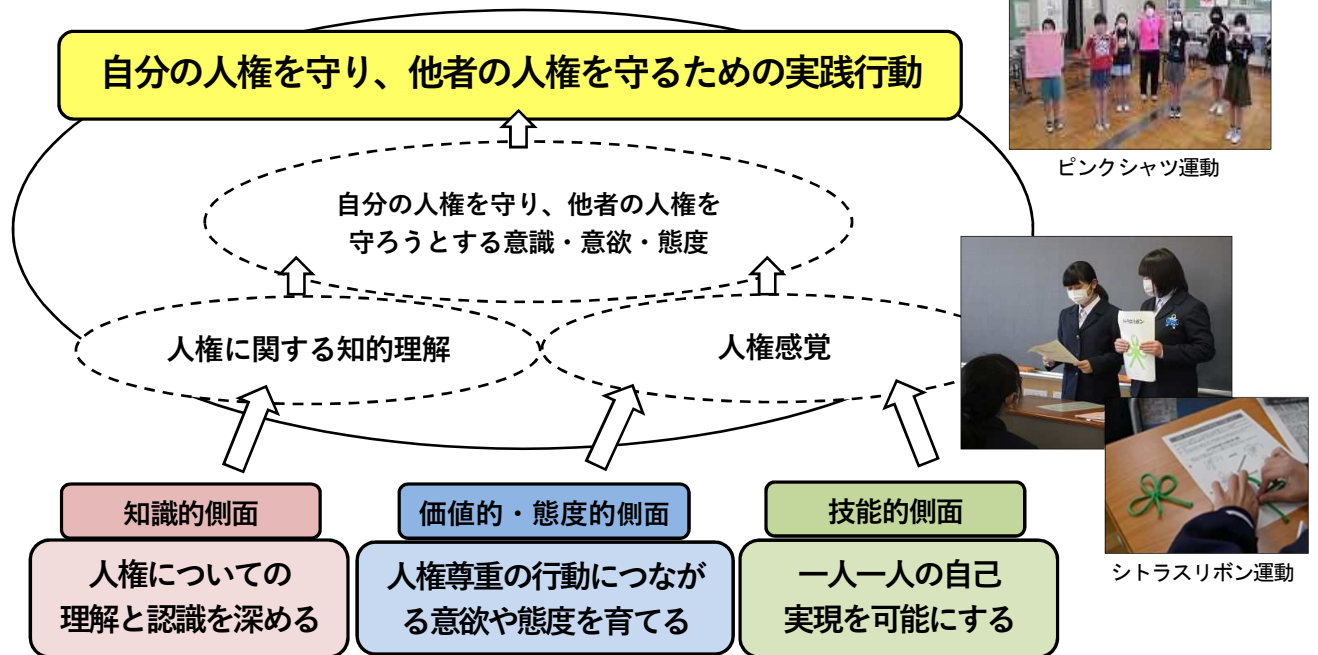 自分の人権を守り、他者の人権を守るための実践行動
ピンクシャツ運動
自分の人権を守り、他者の人権を
守ろうとする意識・意欲・態度
人権に関する知的理解
人権感覚
知識的側面
価値的・態度的側面
技能的側面
人権についての
理解と認識を深める
人権尊重の行動につなが
る意欲や態度を育てる
一人一人の自己
実現を可能にする
シトラスリボン運動